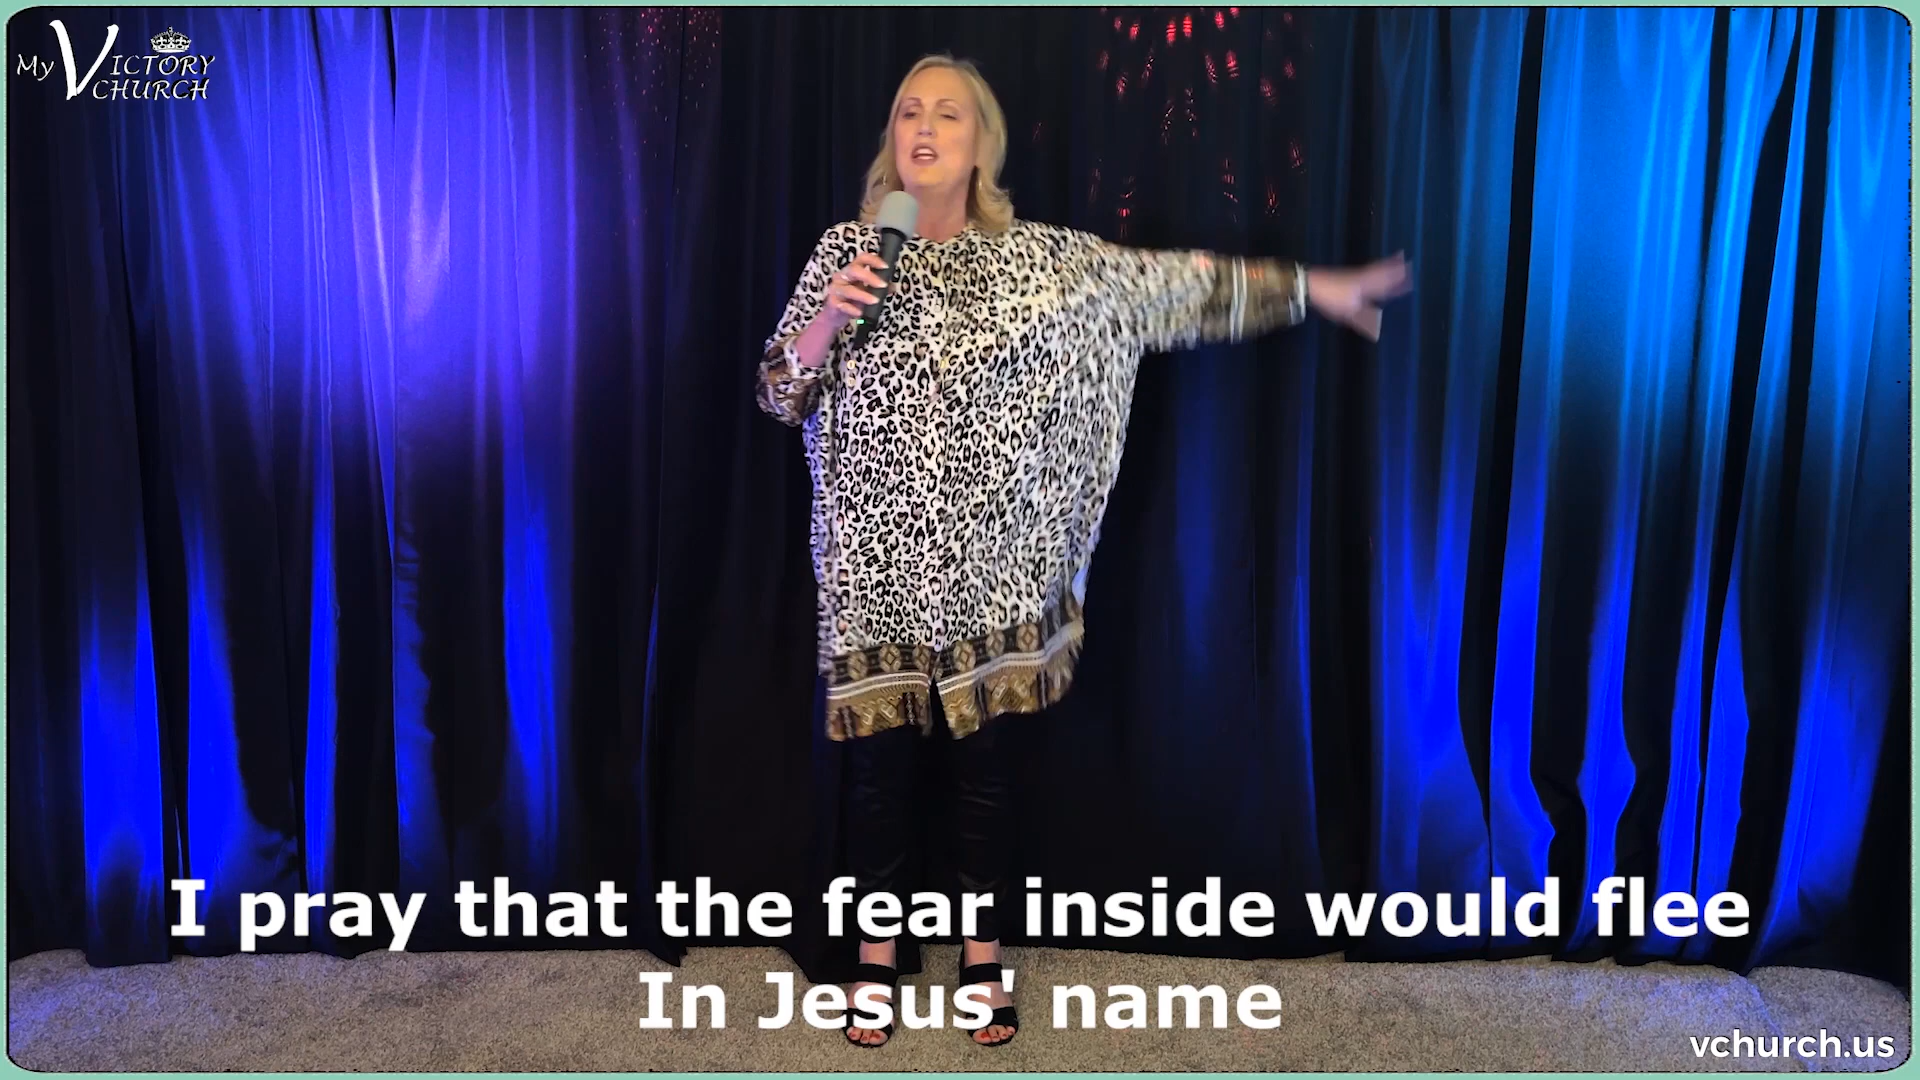 My VICTORY
CHURCH
I pray that the fear inside would flee
In Jesus' name
vchurch.us